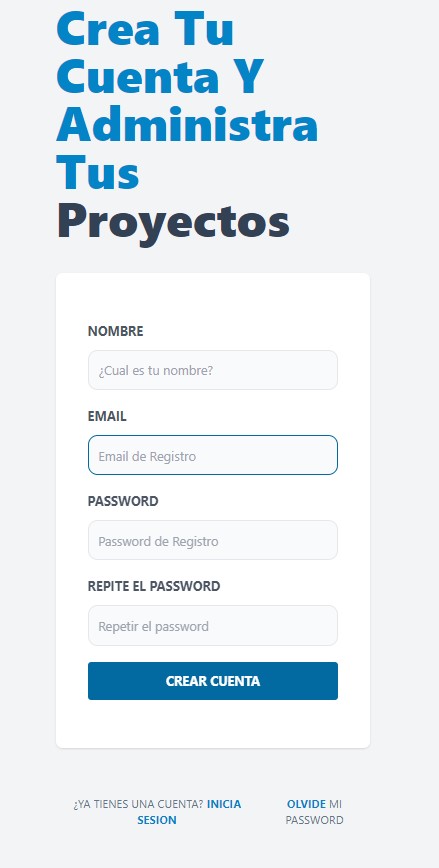 Crea Tu
Cuenta Y
Administra
Tus
Proyectos
NOMBRE
¿Cual es tu nombre?
EMAIL
Email de Registro
PASSWORD
Password de Registro
REPITE EL PASSWORD
Repetir el password
CREAR CUENTA
¿YA TIENES UNA CUENTA? INICIA
SESION
OLVIDE MI
PASSWORD